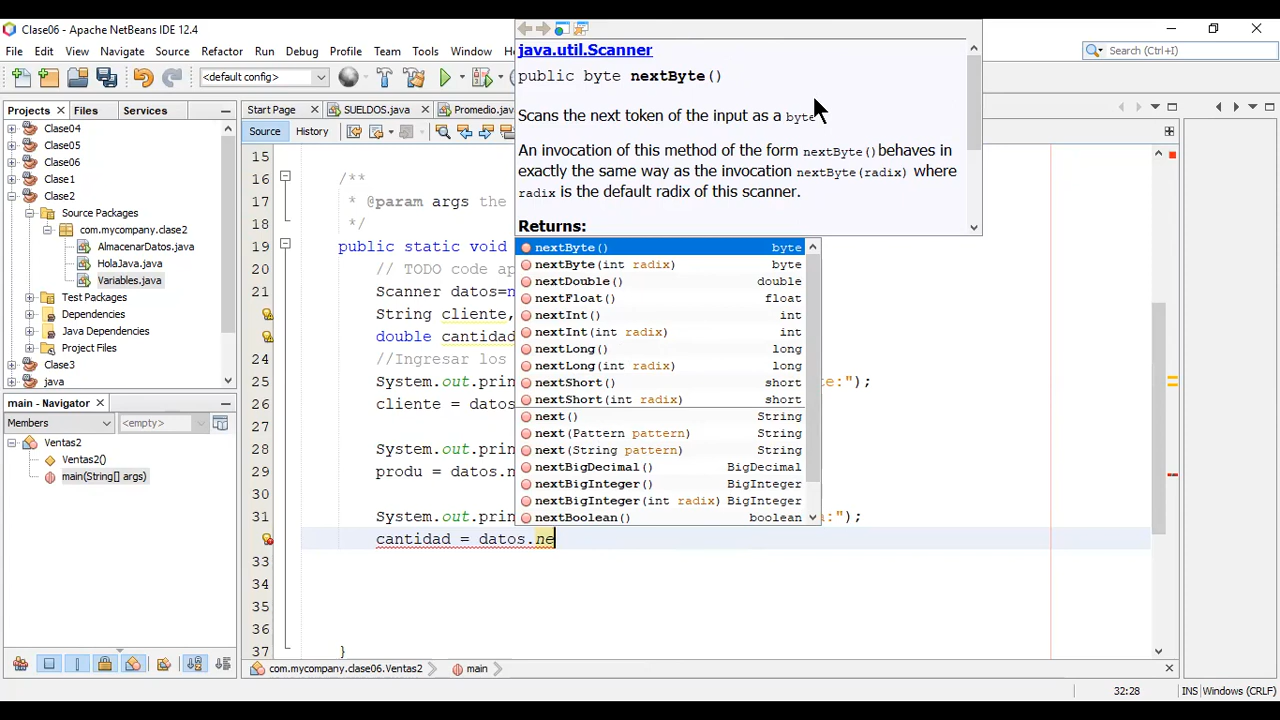 Clase06 - Apache NetBeans IDE 12.4
File Edit View Navigate Source Refactor Run Debug Profile Team Tools Window
Search (Ctrl+I)
<default config>
Projects Files Services
Clase04
Clase05
Clase06
Clase1
Clase2
Source Packages
com.mycompany.clase2
AlmacenarDatos.java
HolaJava.java
Variables.java
Test Packages
Dependencies
Java Dependencies
Project Files
Clase3
java
main - Navigator
Members <empty>
Ventas2
Ventas2()
main(String[] args)
Start Page SUELDOS.java Promedio.java
Source History
15
16 /**
17 * @param args the
18 */
19 public static void
20 // TODO code ap
21 Scanner datos=n
String cliente,
double cantidad
24 //Ingresar los
25 System.out.prin te:");
26 cliente = datos
28 System.out.prin
29 produ = datos.n
30
31 System.out.prin a:");
cantidad = datos.ne
33
34
35
36
37 }
java.util.Scanner
public byte nextByte()
Scans the next token of the input as a byte
An invocation of this method of the form nextByte()behaves in
exactly the same way as the invocation nextByte(radix) where
radix is the default radix of this scanner.
Returns:
nextByte() byte
nextByte(int radix) byte
nextDouble() double
nextFloat() float
nextInt() int
nextInt(int radix) int
nextLong() long
nextLong(int radix) long
nextShort() short
nextShort(int radix) short
next() String
next(Pattern pattern) String
next(String pattern) String
nextBigDecimal() BigDecimal
nextBigInteger() BigInteger
nextBigInteger(int radix) BigInteger
nextBoolean() boolean
com.mycompany.clase06.Ventas2 main
32:28 INS Windows (CRLF)